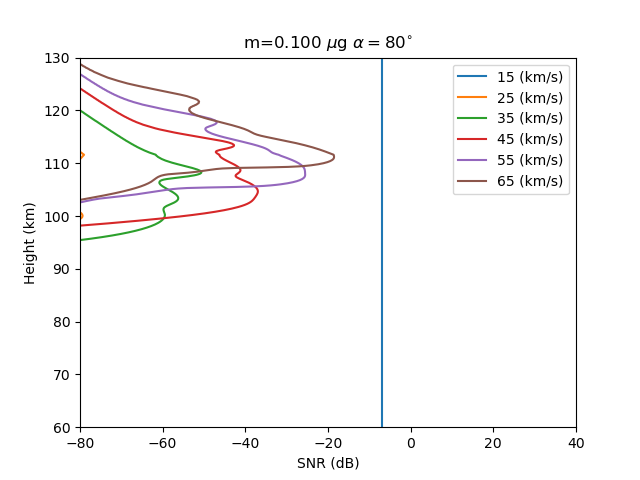 m=0.100 μg α = 80°
130
120
110
100
90
80
70
60
Height (km)
−80
−60
−40
−20
0
20
40
SNR (dB)
15 (km/s)
25 (km/s)
35 (km/s)
45 (km/s)
55 (km/s)
65 (km/s)